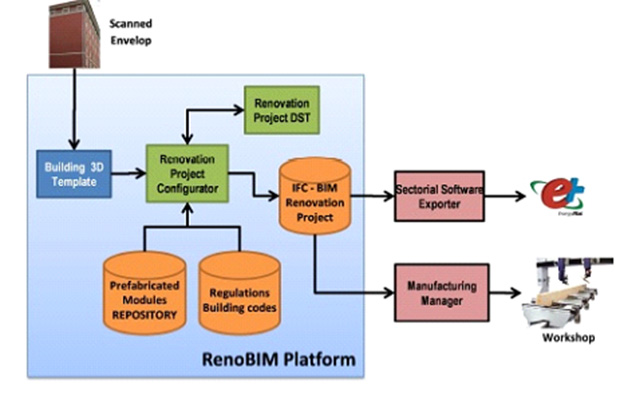 Scanned
Envelop
Renovation
Project DST
Building 3D
Template
Renovation
Project
Configurator
IFC - BIM
Renovation
Project
Sectorial Software
Exporter
e+
Prefabricated
Modules
REPOSITORY
Regulations
Building codes
Manufacturing
Manager
Workshop
RenoBIM Platform